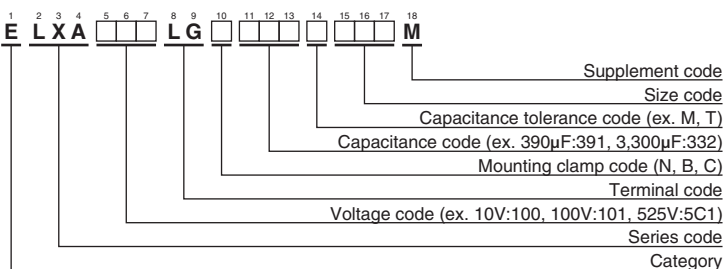 1 2 3 4 5 6 7 8 9 10 11 12 13 14 15 16 17 18
E L X A □□□ L G □ □□□ □ □□□ M
Supplement code
Size code
Capacitance tolerance code (ex. M, T)
Capacitance code (ex. 390μF:391, 3,300μF:332)
Mounting clamp code (N, B, C)
Terminal code
Voltage code (ex. 10V:100, 100V:101, 525V:5C1)
Series code
Category